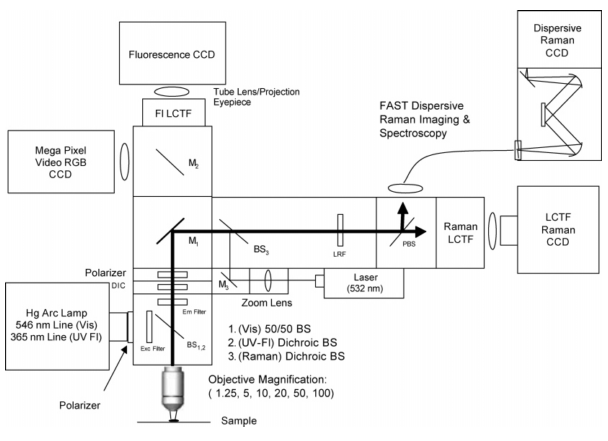 Fluorescence CCD
Tube Lens/Projection
Eyepiece
FI LCTF
Dispersive
Raman
CCD
FAST Dispersive
Raman Imaging &
Spectroscopy
Mega Pixel
Video RGB
CCD
M2
M1
BS3
LRF
PBS
Raman
LCTF
LCTF
Raman
CCD
Polarizer
DIC
M3
Zoom Lens
Laser
(532 nm)
Em Filter
Hg Arc Lamp
546 nm Line (Vis)
365 nm Line (UV FI)
Exc Filter
BS1,2
1. (Vis) 50/50 BS
2. (UV-FI) Dichroic BS
3. (Raman) Dichroic BS
Polarizer
Objective Magnification:
( 1.25, 5, 10, 20, 50, 100)
Sample